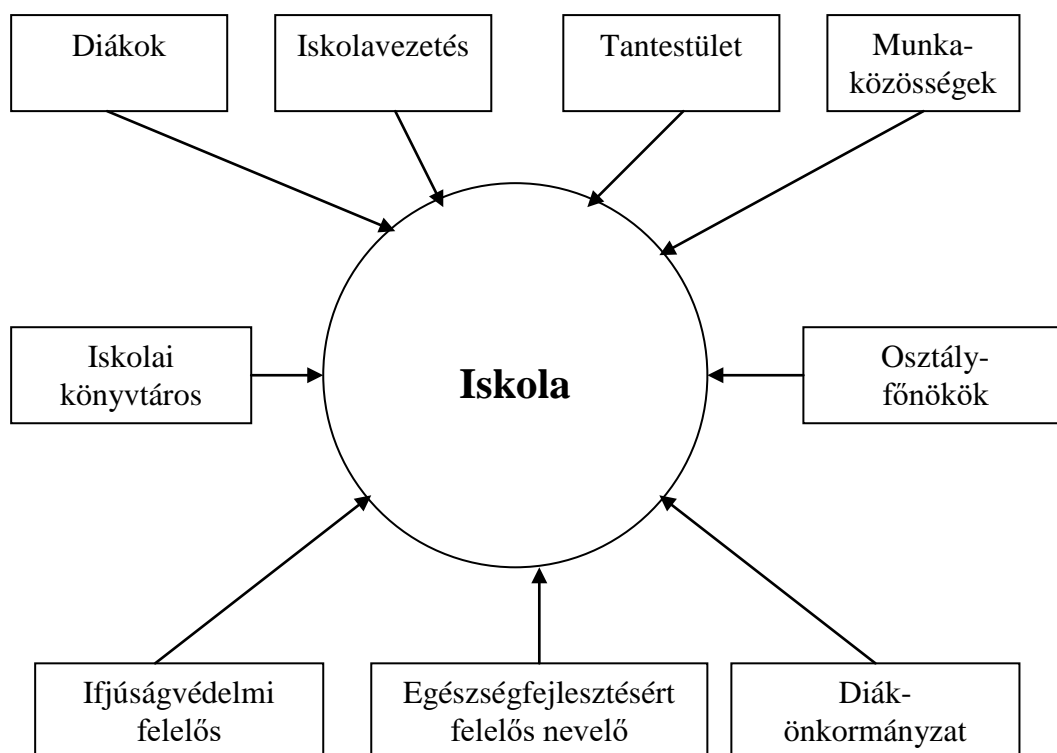 Diákok
Iskolavezetés
Tantestület
Munka-
közösségek
Iskolai
könyvtáros
Iskola
Osztály-
főnökök
Ifjúságvédelmi
felelős
Egészségfejlesztésért
felelős nevelő
Diák-
önkormányzat